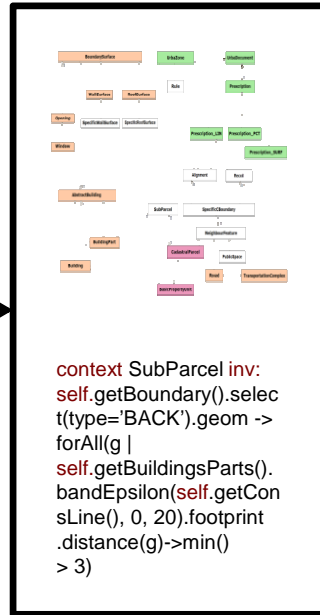 BoundarySurface
UrbaZone
UrbaDocument
WallSurface
RoofSurface
Rule
Prescription
Opening
SpecificWallSurface
SpecificRoofSurface
Window
Prescription_LIN
Prescription_PCT
Prescription_SURF
Alignment
Recoil
AbstractBuilding
SubParcel
SpecificCBoundary
BuildingPart
NeighbourFeature
CadastralParcel
PublicSpace
Building
Road
TransportationComplex
BasicPropertyUnit
context SubParcel inv:
self.getBoundary().selec
t(type='BACK').geom ->
forAll(g |
self.getBuildingsParts().
bandEpsilon(self.getCon
sLine(), 0, 20).footprint
.distance(g)->min()
> 3)